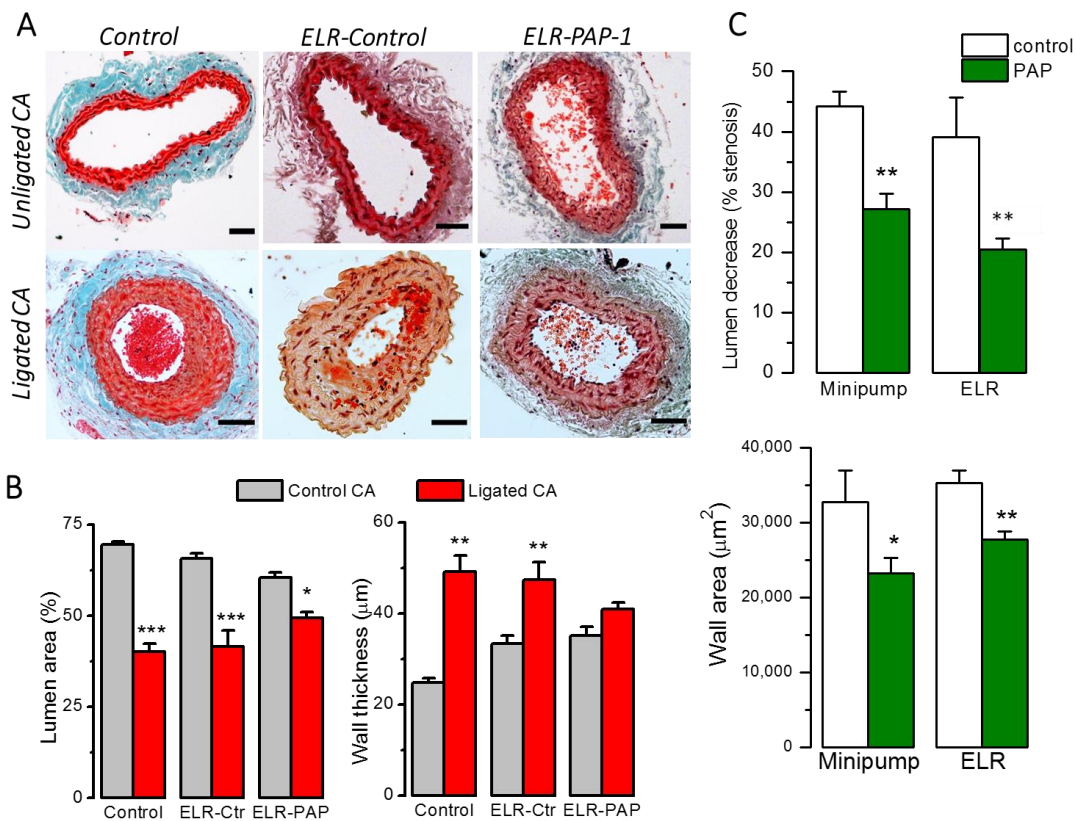 A
Control
ELR-Control
ELR-PAP-1
Unligated CA
Ligated CA
B
Control CA
Ligated CA
75
50
25
0
Lumen area (%)
***
***
*
Control
ELR-Ctr
ELR-PAP
60
40
20
0
Wall thickness (μm)
**
**
Control
ELR-Ctr
ELR-PAP
C
control
PAP
50
40
30
20
10
0
Lumen decrease (% stenosis)
**
**
Minipump
ELR
40,000
30,000
20,000
10,000
0
Wall area (μm²)
*
**
Minipump
ELR